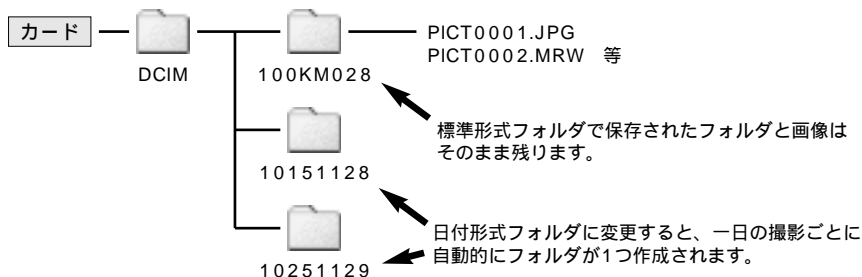 カード
DCIM
100KM028
PICT0001.JPG
PICT0002.MRW 等
標準形式フォルダで保存されたフォルダと画像は
そのまま残ります。
10151128
日付形式フォルダに変更すると、一日の撮影ごとに
自動的にフォルダが1つ作成されます。
10251129